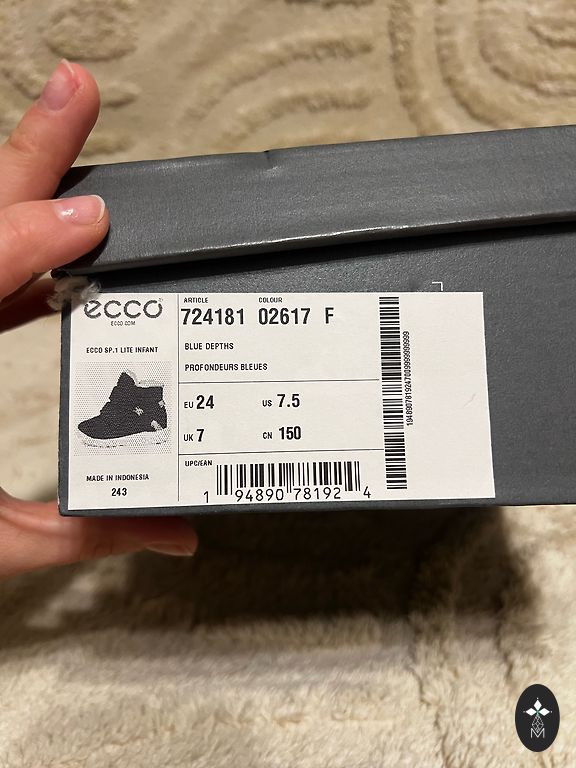 ecco
ECCO.COM
ARTICLE COLOUR
724181 02617 F
ECCO SP.1 LITE INFANT
BLUE DEPTHS
PROFONDEURS BLEUES
EU 24 US 7.5
UK 7 CN 150
MADE IN INDONESIA
243
UPC/EAN
1 94890 78192 4
M